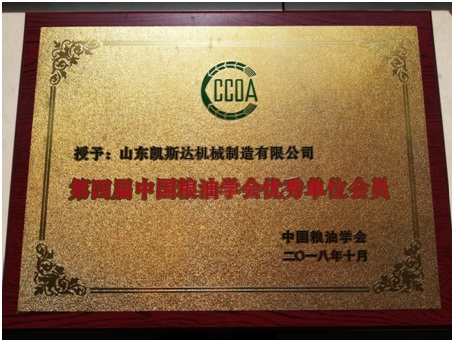 CCOA
授予：山东凯斯达机械制造有限公司
第四届中国粮油学会优秀单位会员
中国粮油学会
二〇一八年十月